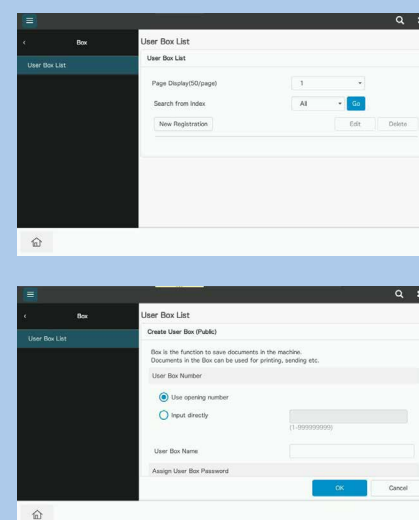 Box
User Box List
User Box List
User Box List
Page Display(50/page)
1
Search from Index
All
Go
New Registration
Edit
Delete
Box
User Box List
User Box List
Create User Box (Public)
Box is the function to save documents in the machine.
Documents in the Box can be used for printing, sending etc.
User Box Number
Use opening number
Input directly
(1-999999999)
User Box Name
Assign User Box Password
OK
Cancel